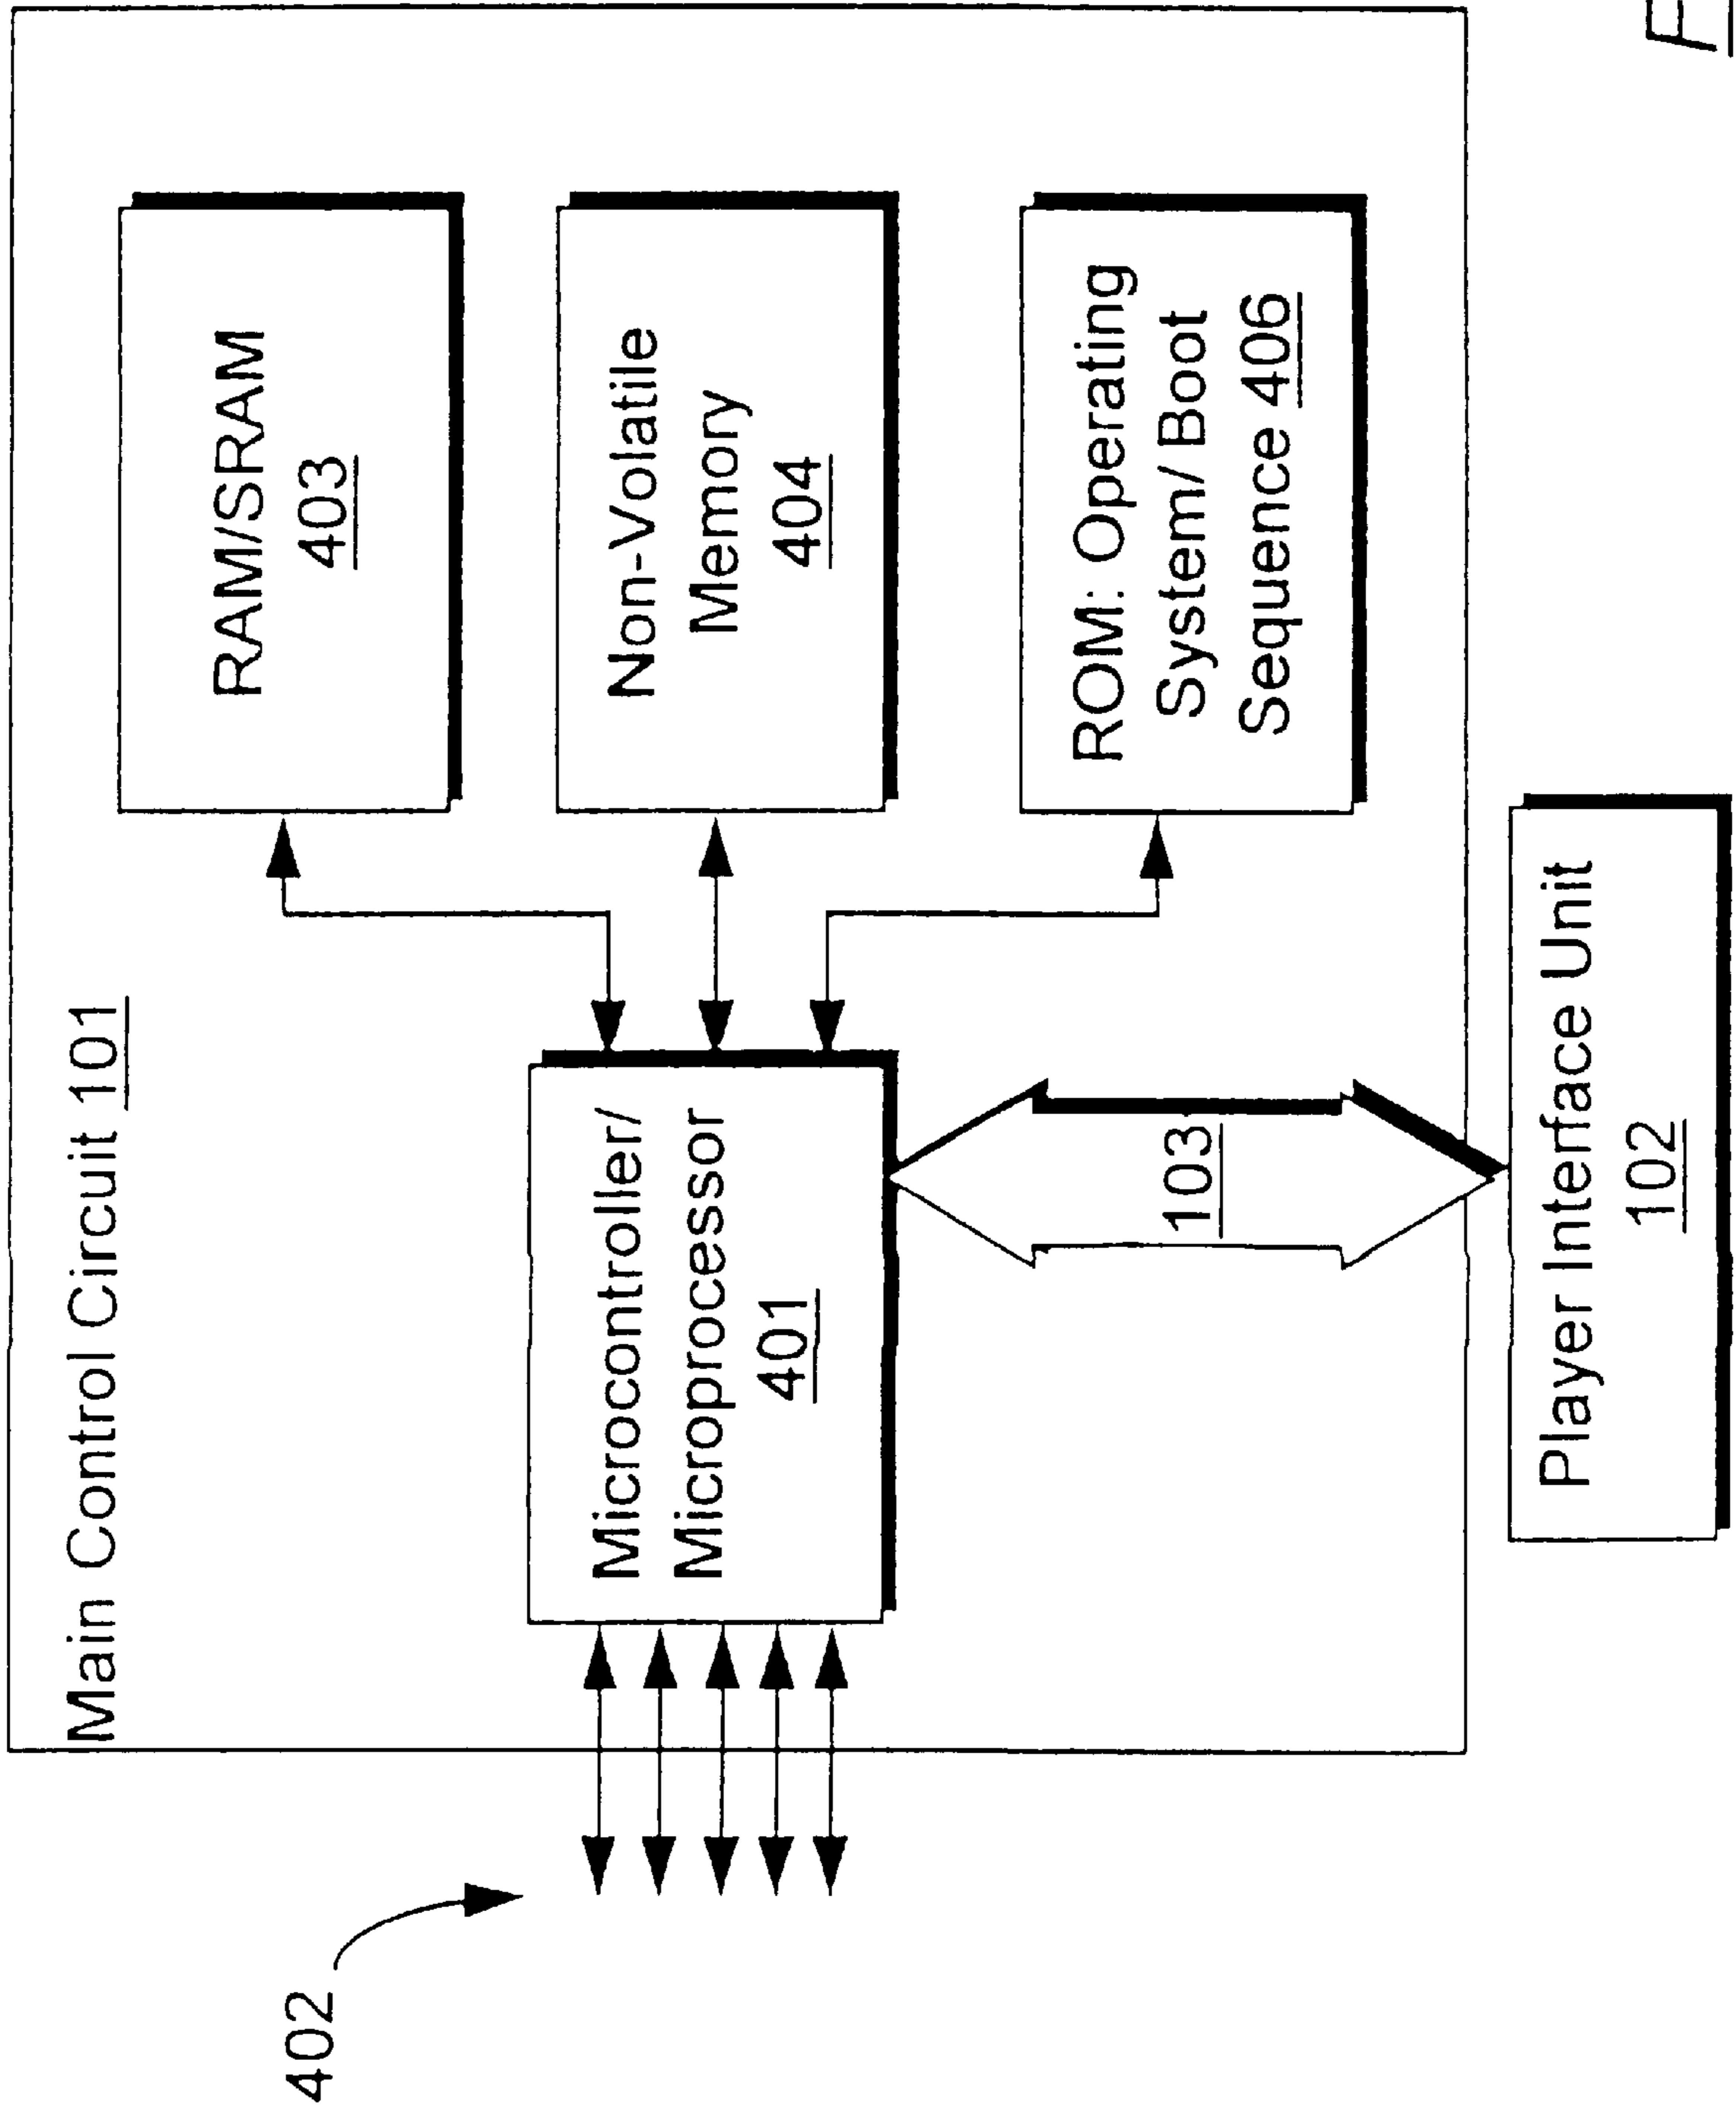 Main Control Circuit 101
RAM/SRAM
403
Non-Volatile
Memory
404
ROM: Operating
System/ Boot
Sequence 406
Microcontroller/
Microprocessor
401
402
103
Player Interface Unit
102